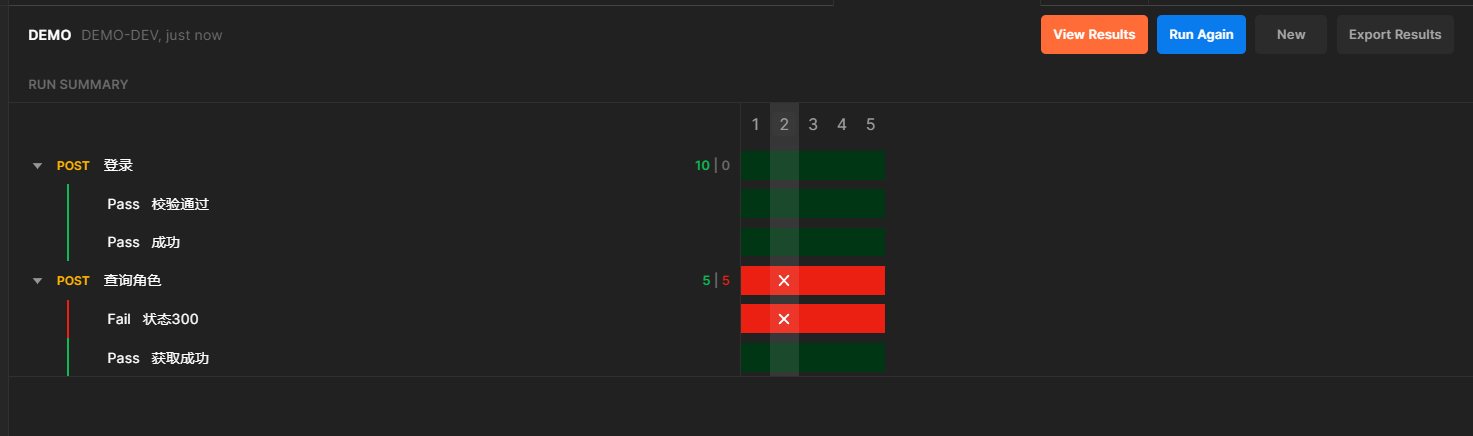 DEMO DEMO-DEV, just now View Results Run Again New Export Results
RUN SUMMARY
1 2 3 4 5
POST 登录 10 | 0
Pass 校验通过
Pass 成功
POST 查询角色 5 | 5
Fail 状态300
Pass 获取成功